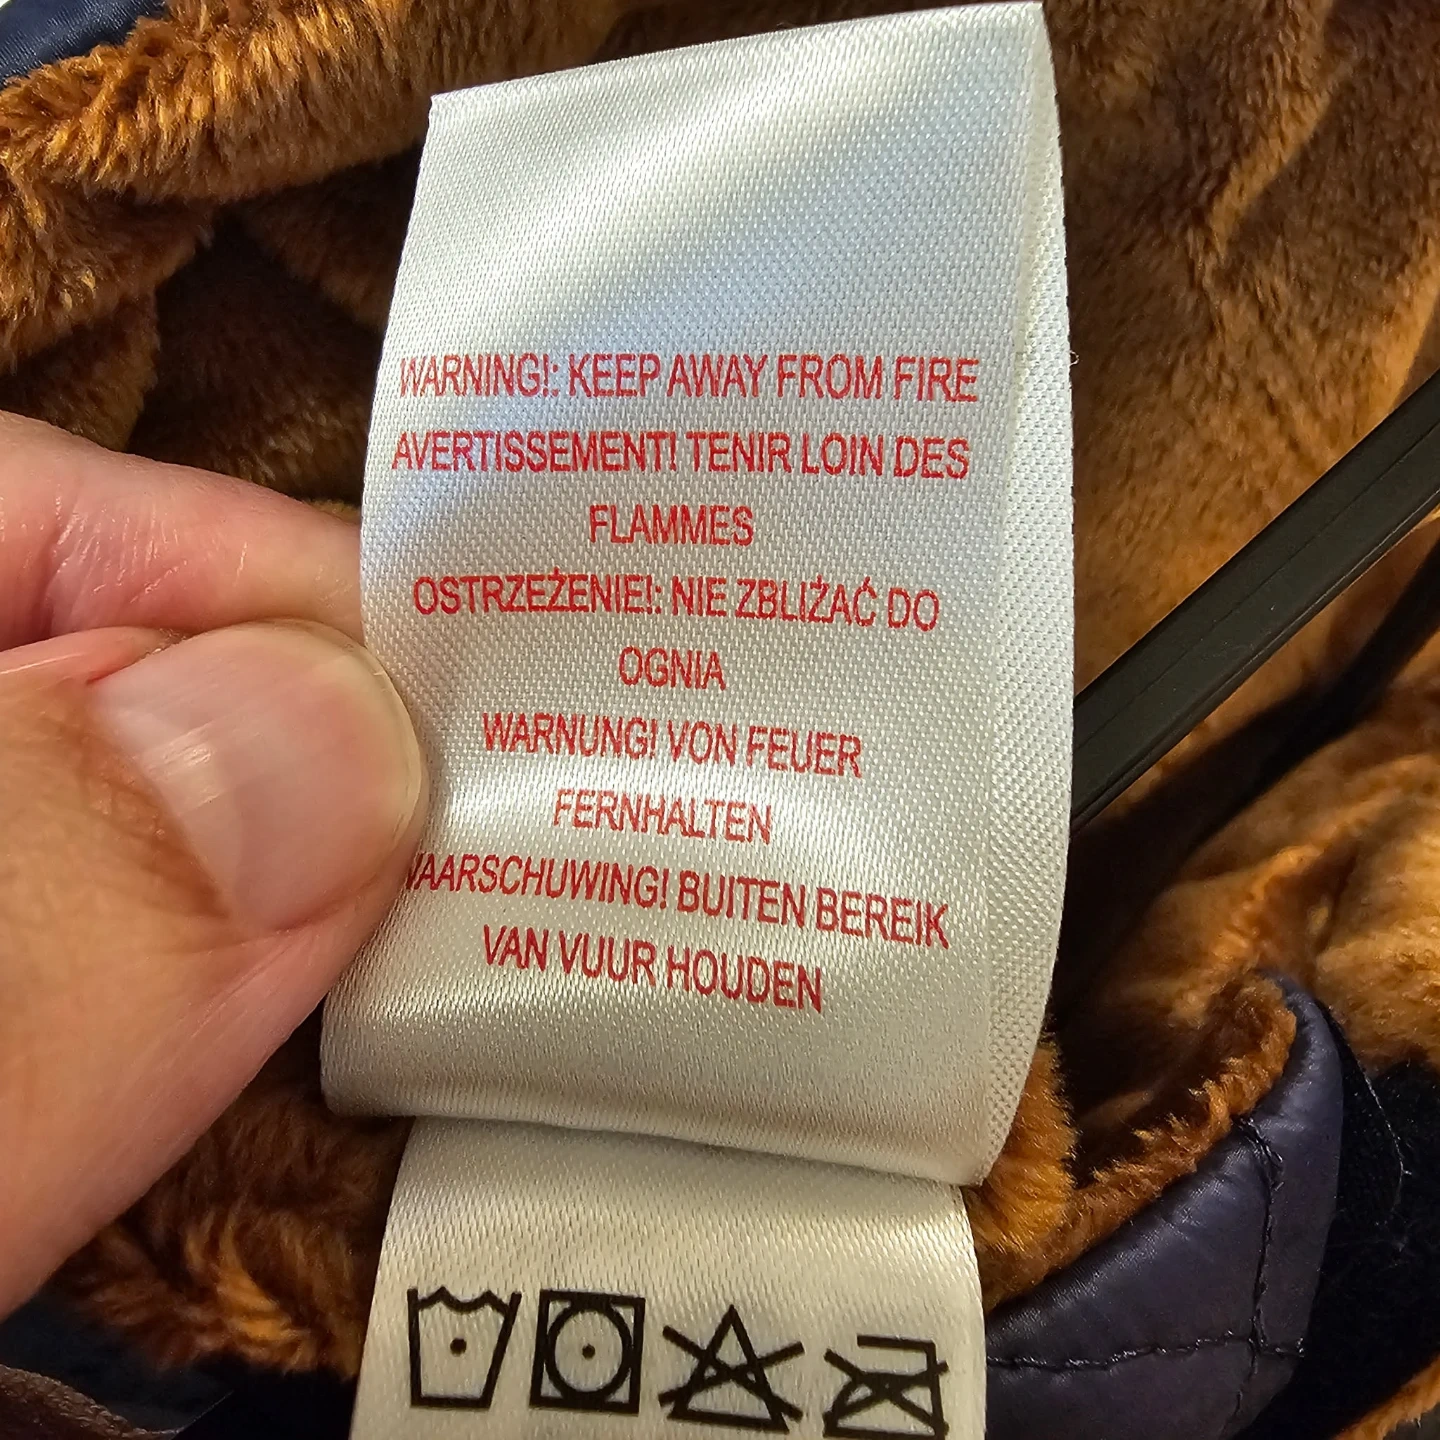 WARNING!: KEEP AWAY FROM FIRE
AVERTISSEMENT! TENIR LOIN DES
FLAMMES
OSTRZEŻENIE!: NIE ZBLIŻAĆ DO
OGNIA
WARNUNG! VON FEUER
FERNHALTEN
WAARSCHUWING! BUITEN BEREIK
VAN VUUR HOUDEN